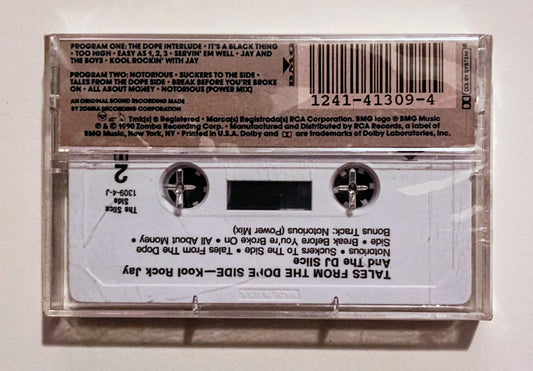 PROGRAM ONE: THE DOPE INTERLUDE • IT'S A BLACK THING
• TOO HIGH • EASY AS 1, 2, 3 • SERVIN' EM WELL • JAY AND
THE BOYS • KOOL ROCKIN' WITH JAY
PROGRAM TWO: NOTORIOUS • SUCKERS TO THE SIDE •
TALES FROM THE DOPE SIDE • BREAK BEFORE YOU'RE BROKE
ON • ALL ABOUT MONEY • NOTORIOUS (POWER MIX)
AN ORIGINAL SOUND RECORDING MADE
BY ZOMBA RECORDING CORPORATION
BMG
1241-41309-4
DOLBY SYSTEM
Tmk(s) ® Registered • Marca(s) Registrada(s) RCA Corporation. BMG logo ® BMG Music
© 1990 Zomba Recording Corp. • Manufactured and Distributed by RCA Records, a label of
BMG Music, New York, NY • Printed in U.S.A. Dolby and are trademarks of Dolby Laboratories, Inc.
TALES FROM THE DOPE SIDE—Kool Rock Jay
And The DJ Slice
Notorious • Suckers To The Side • Tales From The Dope
Side • Break Before You're Broke On • All About Money •
Bonus Track: Notorious (Power Mix)
The Slice
Side
1309-4-J
2